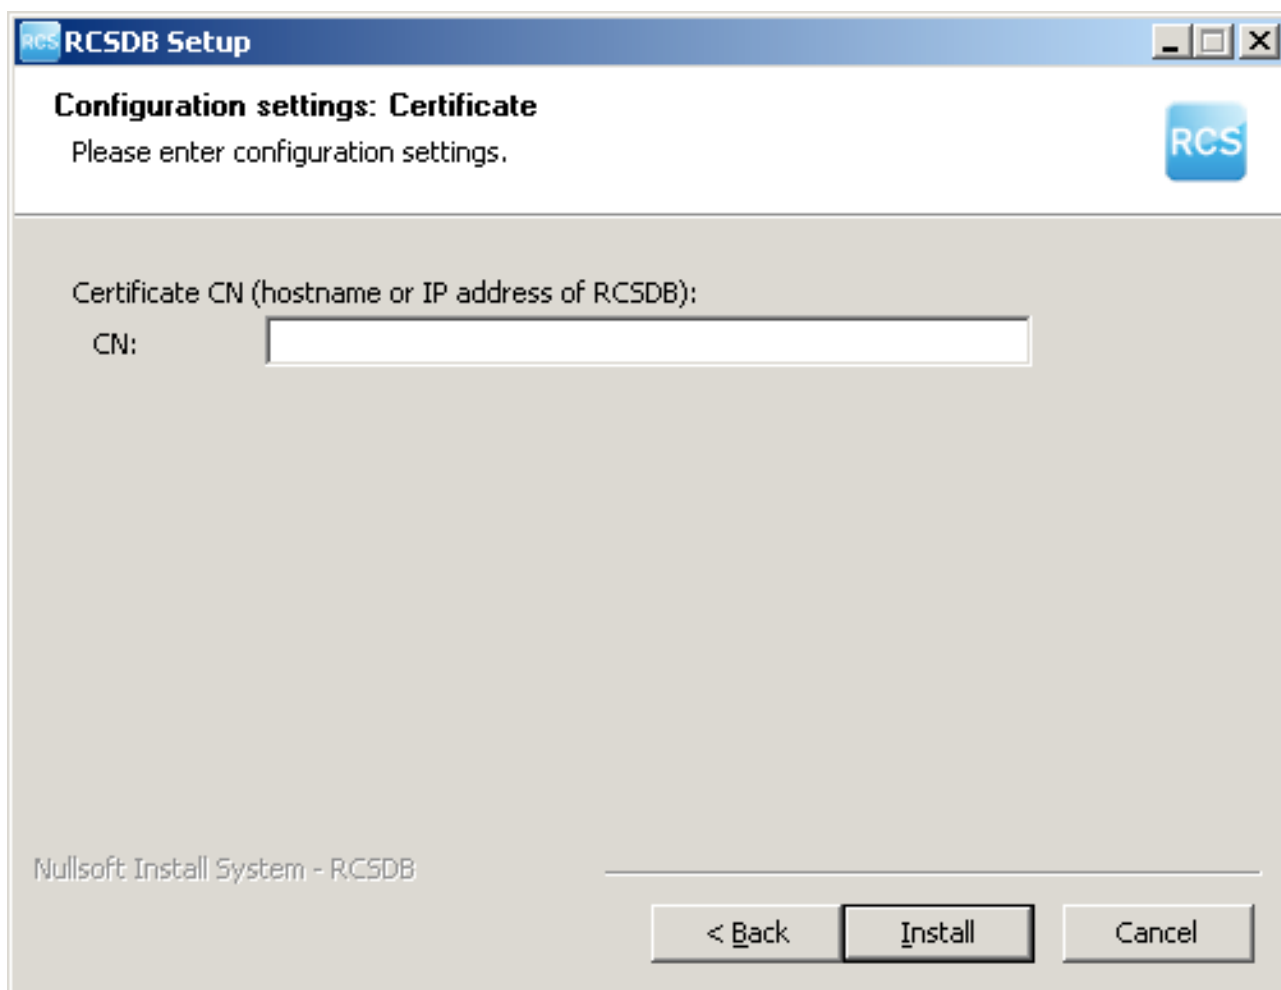 RCS RCSDB Setup
Configuration settings: Certificate
Please enter configuration settings.
RCS
Certificate CN (hostname or IP address of RCSDB):
CN:
Nullsoft Install System - RCSDB
< Back Install Cancel